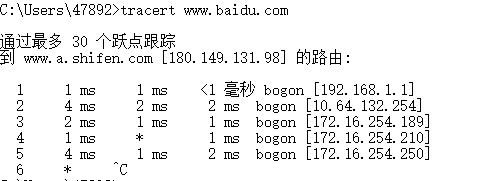 C:\Users\47892>tracert www.baidu.com
通过最多 30 个跃点跟踪
到 www.a.shifen.com [180.149.131.98] 的路由:
1 1 ms 1 ms <1 毫秒 bogon [192.168.1.1]
2 4 ms 2 ms 2 ms bogon [10.64.132.254]
3 2 ms 1 ms 1 ms bogon [172.16.254.189]
4 1 ms * 1 ms bogon [172.16.254.210]
5 4 ms 1 ms 2 ms bogon [172.16.254.250]
6 * ^C